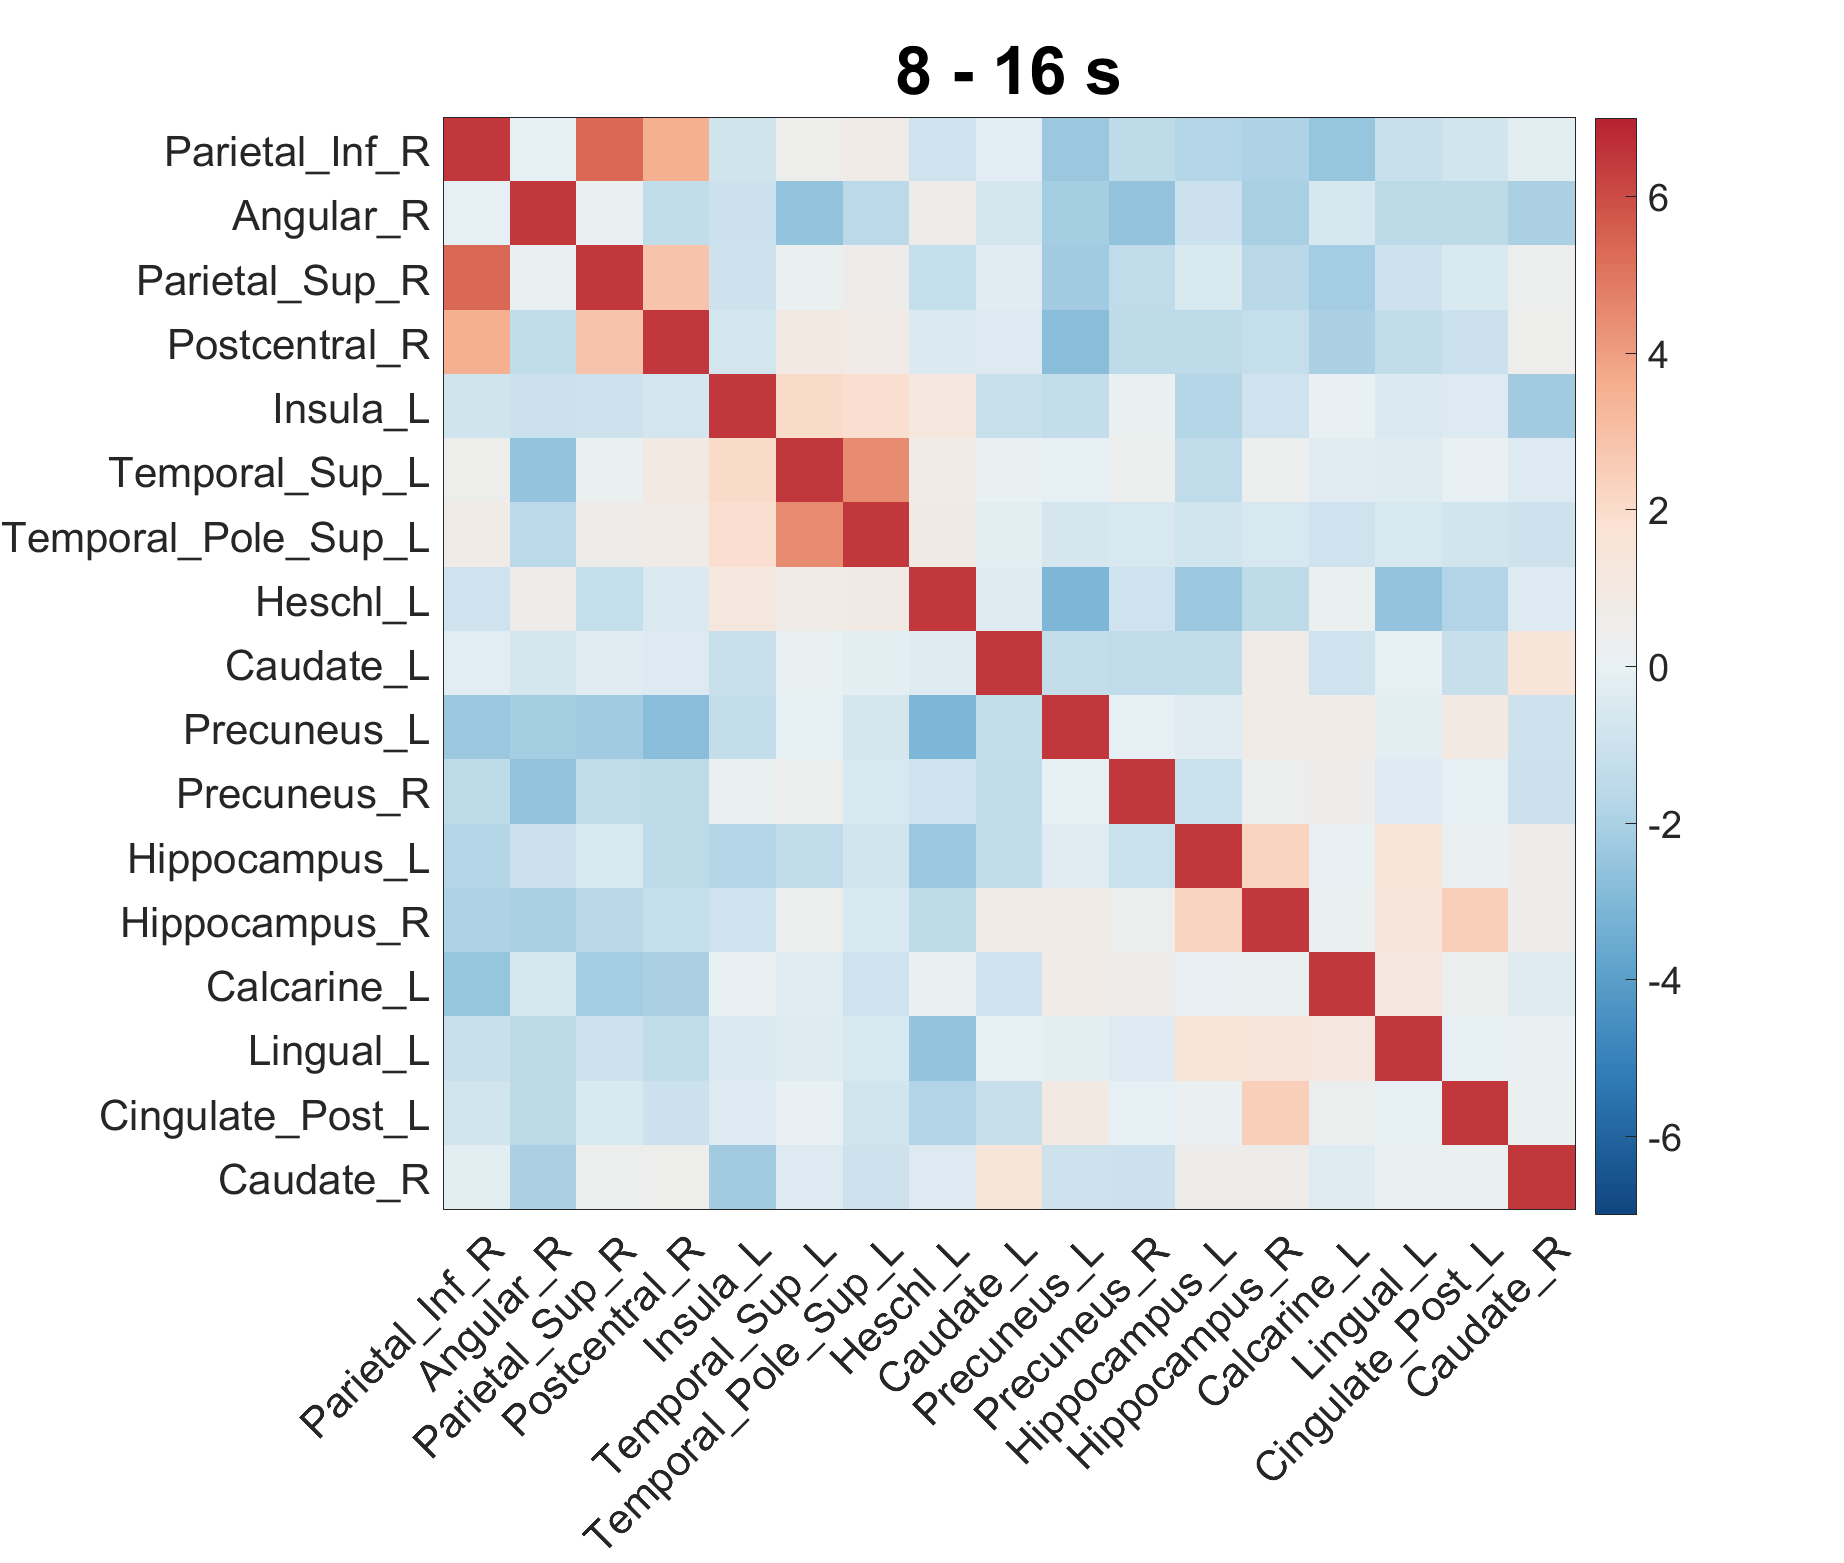 8 - 16 s
Parietal_Inf_R
Angular_R
Parietal_Sup_R
Postcentral_R
Insula_L
Temporal_Sup_L
Temporal_Pole_Sup_L
Heschl_L
Caudate_L
Precuneus_L
Precuneus_R
Hippocampus_L
Hippocampus_R
Calcarine_L
Lingual_L
Cingulate_Post_L
Caudate_R
Parietal_Inf_R
Angular_R
Parietal_Sup_R
Postcentral_R
Insula_L
Temporal_Sup_L
Temporal_Pole_Sup_L
Heschl_L
Caudate_L
Precuneus_L
Precuneus_R
Hippocampus_L
Hippocampus_R
Calcarine_L
Lingual_L
Cingulate_Post_L
Caudate_R
6
4
2
0
-2
-4
-6